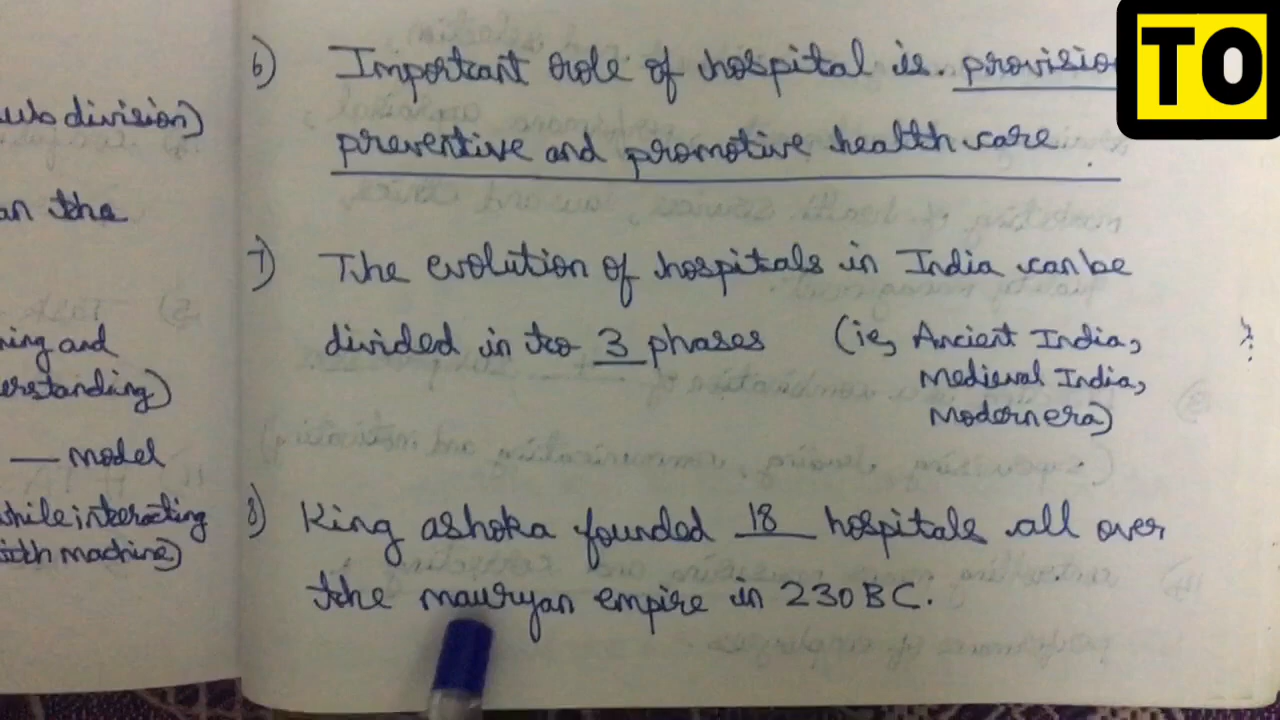 ub division)
an the
ning and
erstanding)
— model
while interacting
with machine)
6) Important role of hospital is provision
preventive and promotive health care.
7) The evolution of hospitals in India can be
divided in to 3 phases (ie, Ancient India,
Medieval India,
Modern era)
8) King ashoka founded 18 hospitals all over
the mauryan empire in 230 BC.
TO